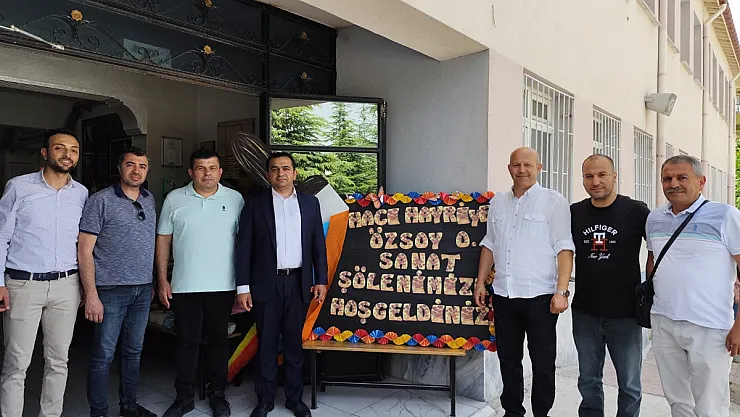 HACE HAYRİYE
ÖZSOY O.
SANAT
ŞÖLENİMİZE
HOŞGELDİNİZ
HILFIGER
New York